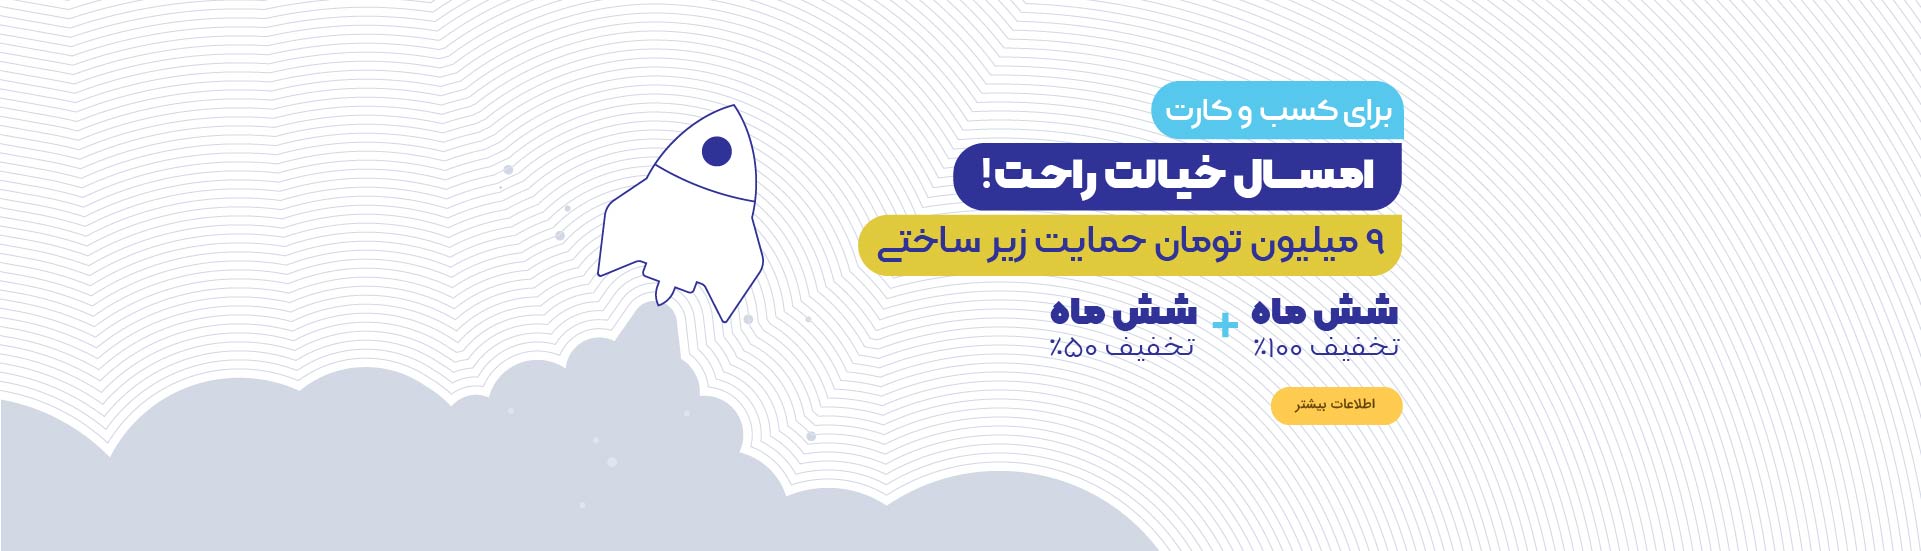 برای کسب و کارت
امســال خیالت راحت!
۹ میلیون تومان حمایت زیر ساختی
شش ماه + شش ماه
تخفیف ۱۰۰٪ تخفیف ۵۰٪
اطلاعات بیشتر